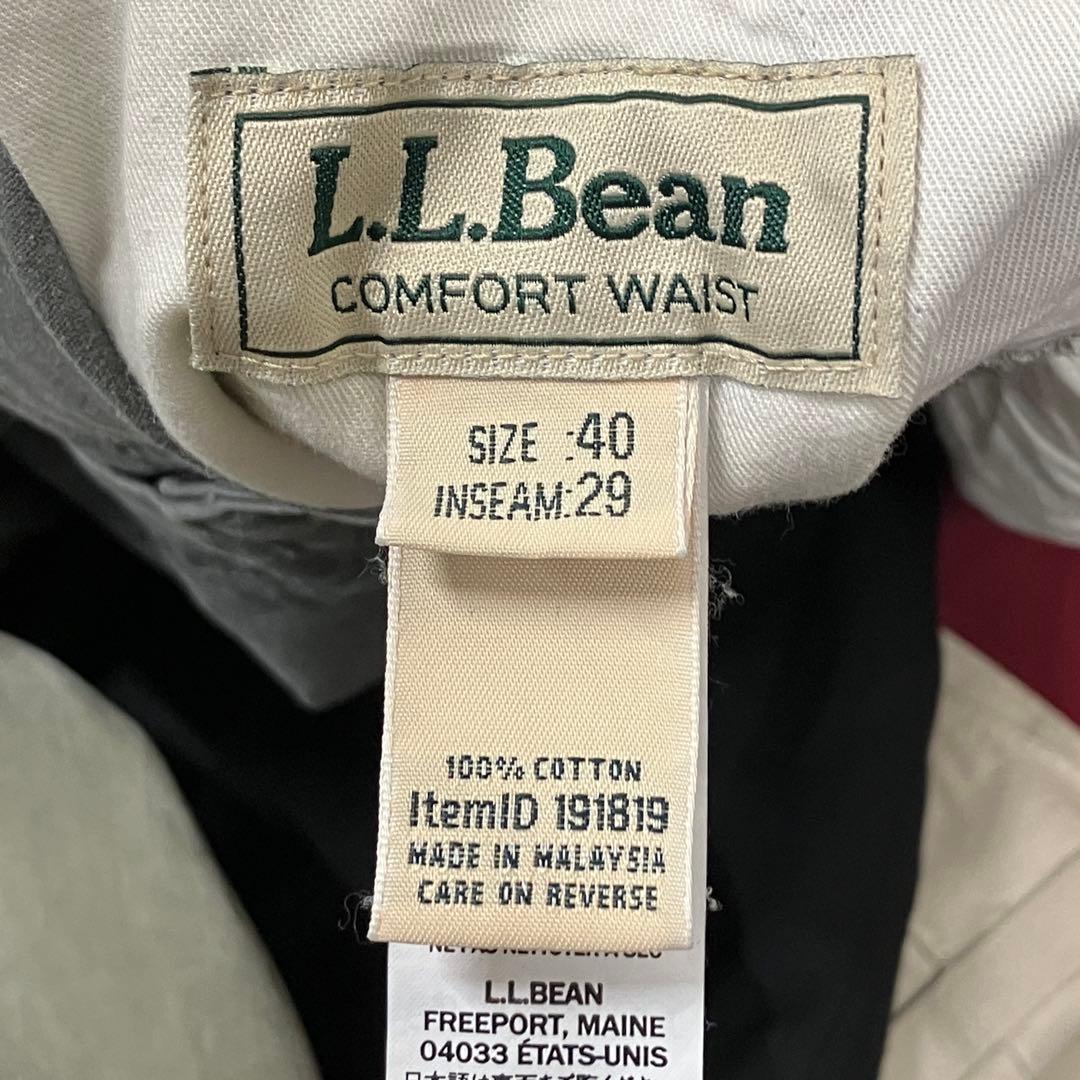 L.L.Bean
COMFORT WAIST
SIZE :40
INSEAM:29
100% COTTON
ItemID 191819
MADE IN MALAYSIA
CARE ON REVERSE
L.L.BEAN
FREEPORT, MAINE
04033 ÉTATS-UNIS